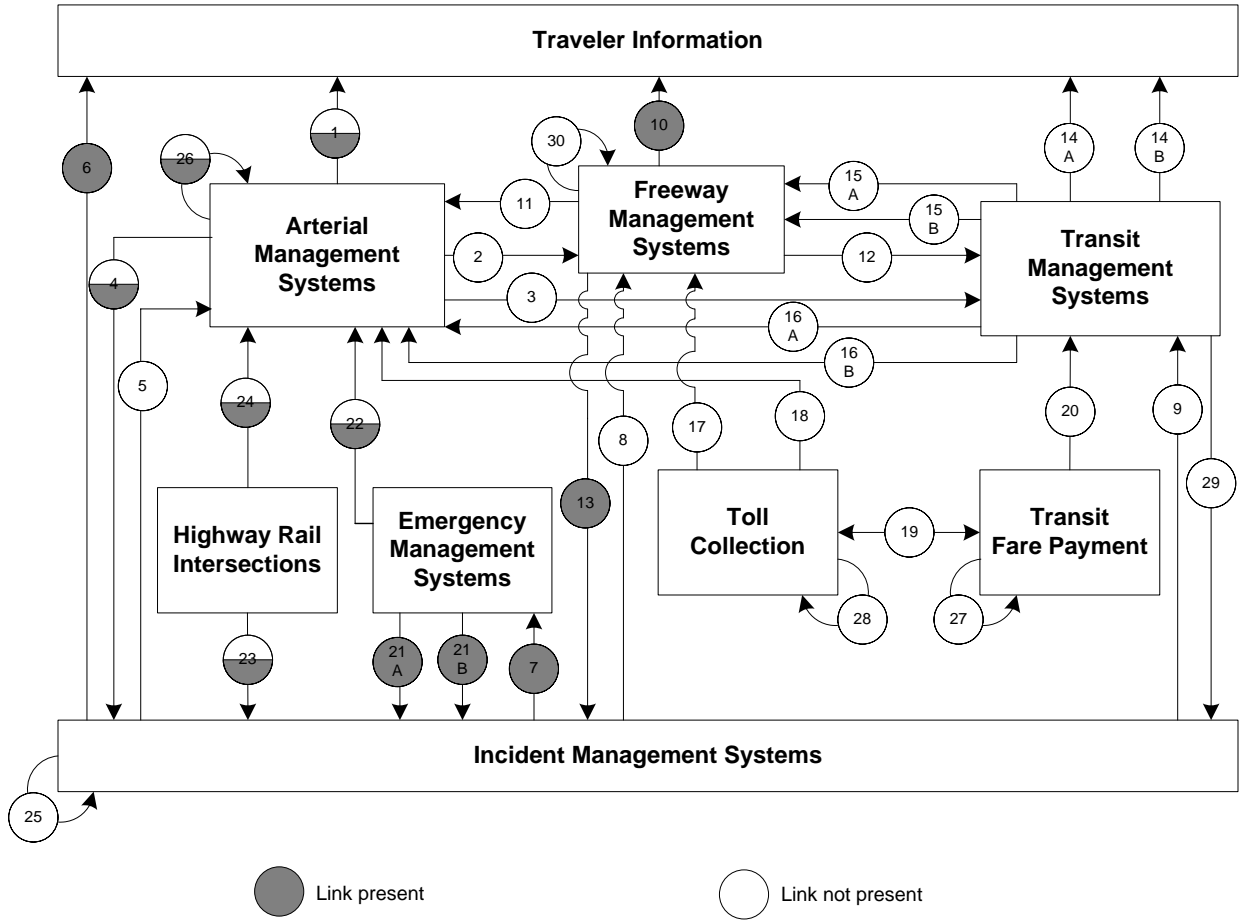 Traveler Information
6
1
10
14
A
14
B
26
30
15
A
15
B
11
2
12
3
4
5
16
A
16
B
Arterial
Management
Systems
Freeway
Management
Systems
Transit
Management
Systems
24
22
8
17
18
20
9
29
13
Highway Rail
Intersections
Emergency
Management
Systems
Toll
Collection
19
Transit
Fare Payment
28
27
23
21
A
21
B
7
Incident Management Systems
25
Link present
Link not present